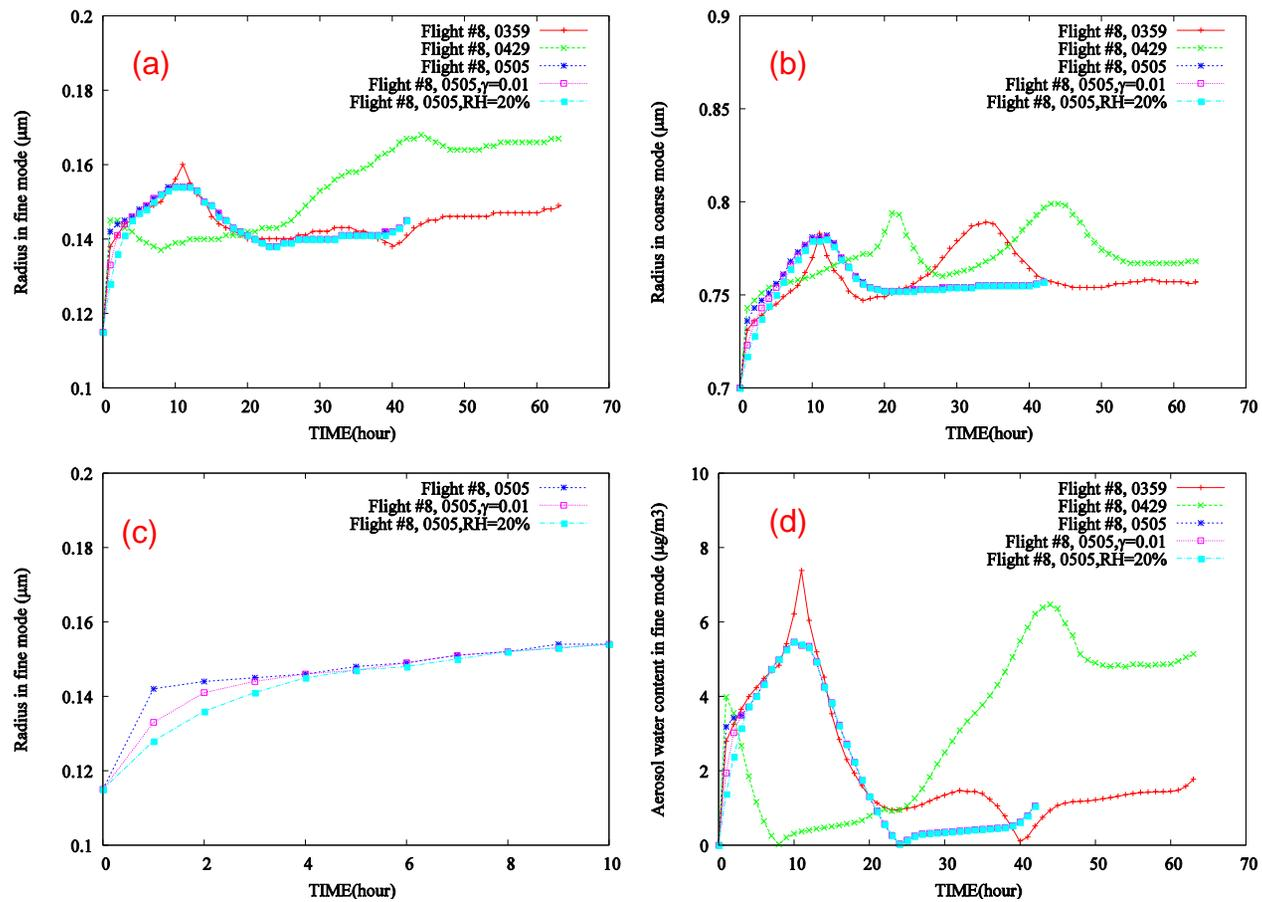 (a)
Flight #8, 0359
Flight #8, 0429
Flight #8, 0505
Flight #8, 0505,γ=0.01
Flight #8, 0505,RH=20%
Radius in fine mode (μm)
0.2
0.18
0.16
0.14
0.12
0.1
0 10 20 30 40 50 60 70
TIME(hour)
(b)
Flight #8, 0359
Flight #8, 0429
Flight #8, 0505
Flight #8, 0505,γ=0.01
Flight #8, 0505,RH=20%
Radius in coarse mode (μm)
0.9
0.85
0.8
0.75
0.7
0 10 20 30 40 50 60 70
TIME(hour)
(c)
Flight #8, 0505
Flight #8, 0505,γ=0.01
Flight #8, 0505,RH=20%
Radius in fine mode (μm)
0.2
0.18
0.16
0.14
0.12
0.1
0 2 4 6 8 10
TIME(hour)
(d)
Flight #8, 0359
Flight #8, 0429
Flight #8, 0505
Flight #8, 0505,γ=0.01
Flight #8, 0505,RH=20%
Aerosol water content in fine mode (μg/m3)
10
8
6
4
2
0
0 10 20 30 40 50 60 70
TIME(hour)